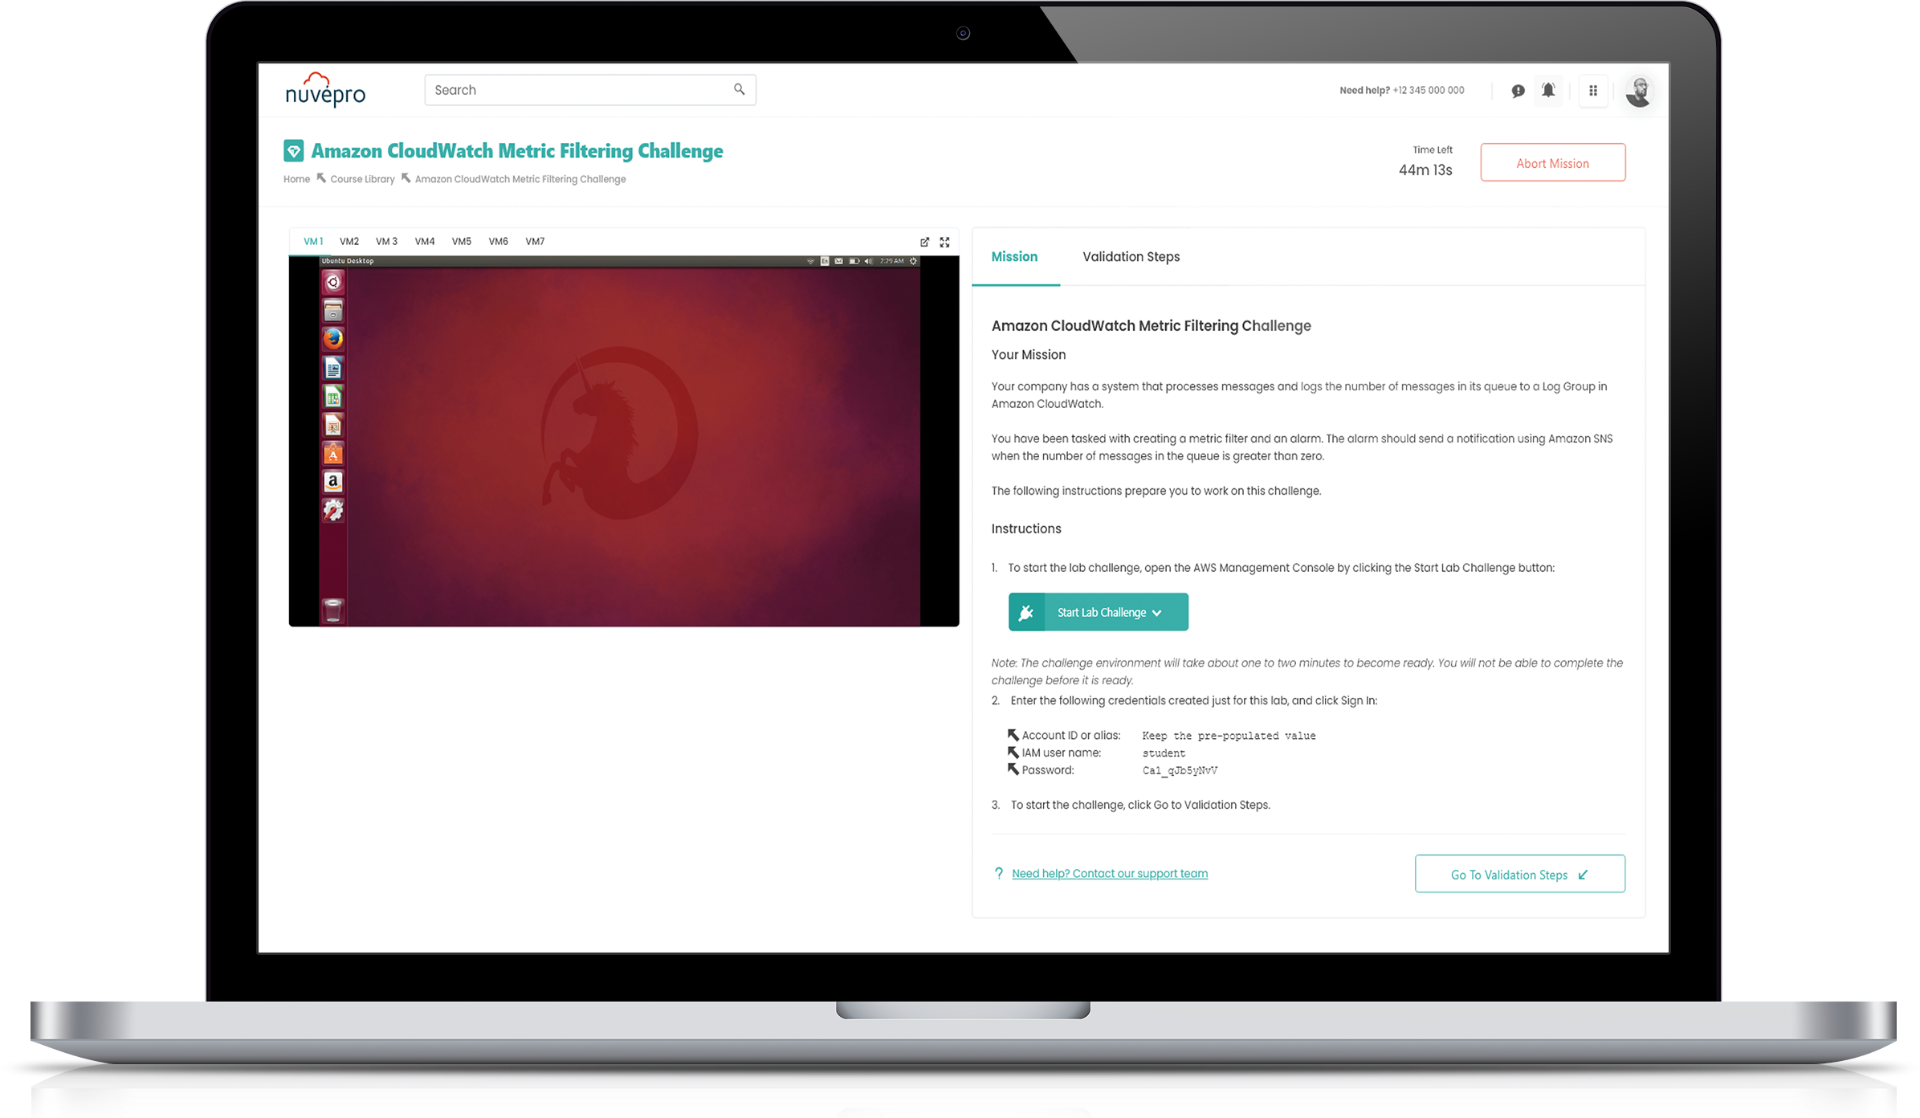 nuvepro
Search
Need help? +12 345 000 000
Amazon CloudWatch Metric Filtering Challenge
Home Course Library Amazon CloudWatch Metric Filtering Challenge
Time Left
44m 13s
Abort Mission
VM 1 VM2 VM 3 VM4 VM5 VM6 VM7
Ubuntu Desktop
7:29 AM
Mission Validation Steps
Amazon CloudWatch Metric Filtering Challenge
Your Mission
Your company has a system that processes messages and logs the number of messages in its queue to a Log Group in
Amazon CloudWatch.
You have been tasked with creating a metric filter and an alarm. The alarm should send a notification using Amazon SNS
when the number of messages in the queue is greater than zero.
The following instructions prepare you to work on this challenge.
Instructions
1. To start the lab challenge, open the AWS Management Console by clicking the Start Lab Challenge button:
Start Lab Challenge
Note: The challenge environment will take about one to two minutes to become ready. You will not be able to complete the
challenge before it is ready.
2. Enter the following credentials created just for this lab, and click Sign In:
Account ID or alias: Keep the pre-populated value
IAM user name: student
Password: Ca1_qJb5yNvV
3. To start the challenge, click Go to Validation Steps.
? Need help? Contact our support team
Go To Validation Steps